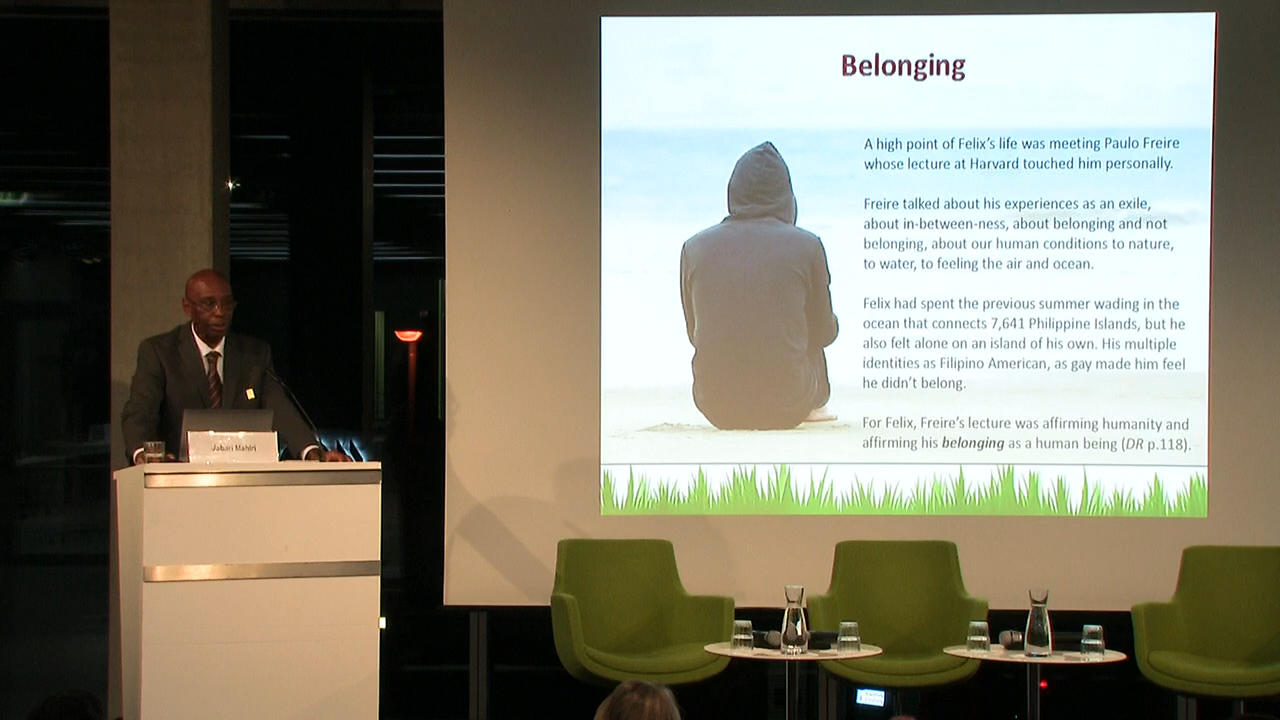 Belonging
A high point of Felix's life was meeting Paulo Freire
whose lecture at Harvard touched him personally.
Freire talked about his experiences as an exile,
about in-between-ness, about belonging and not
belonging, about our human conditions to nature,
to water, to feeling the air and ocean.
Felix had spent the previous summer wading in the
ocean that connects 7,641 Philippine Islands, but he
also felt alone on an island of his own. His multiple
identities as Filipino American, as gay made him feel
he didn't belong.
For Felix, Freire's lecture was affirming humanity and
affirming his belonging as a human being (DR p.118).
Jabari Mahiri